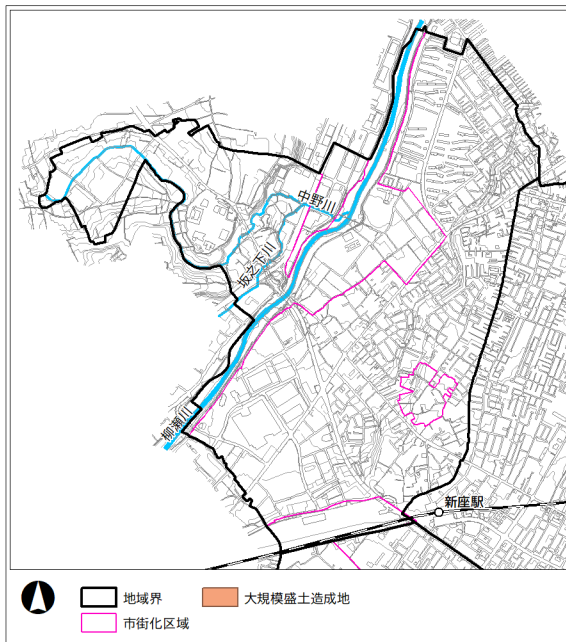 中野川
坂之下川
柳瀬川
新座駅
地域界
大規模盛土造成地
市街化区域